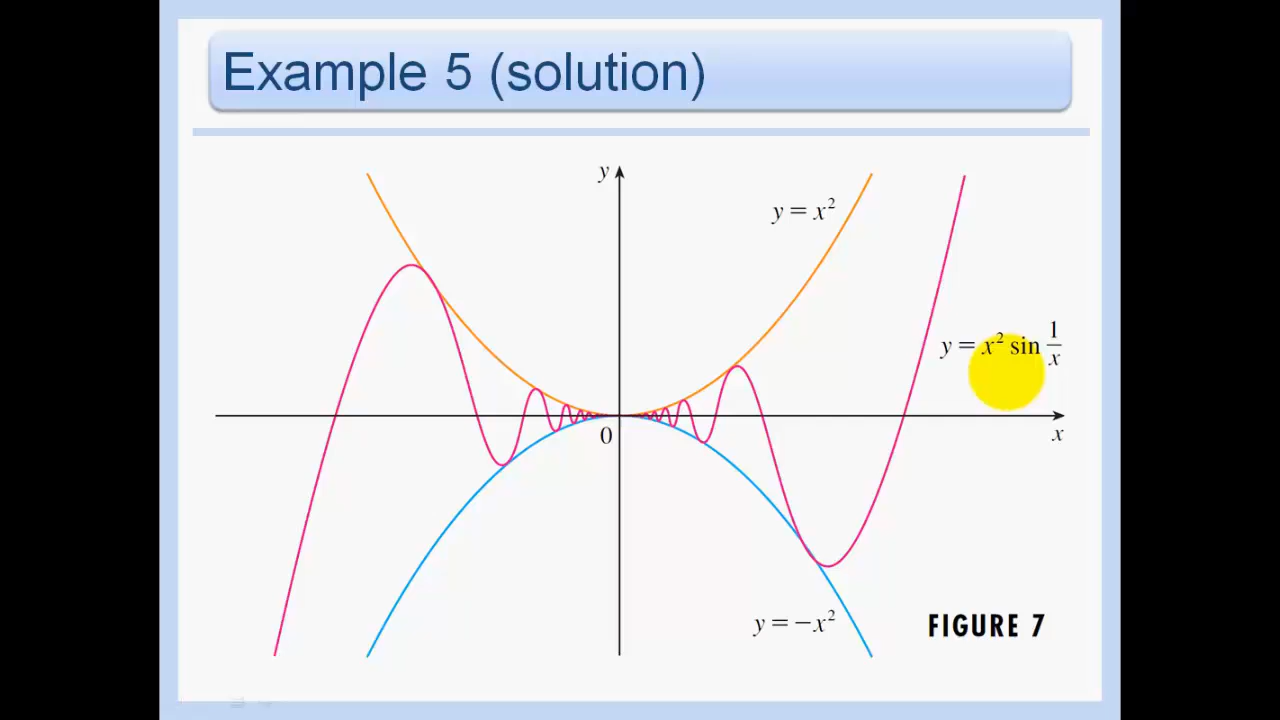 Example 5 (solution)
y
y = x²
y = x² sin 1/x
0
x
y = −x²
FIGURE 7